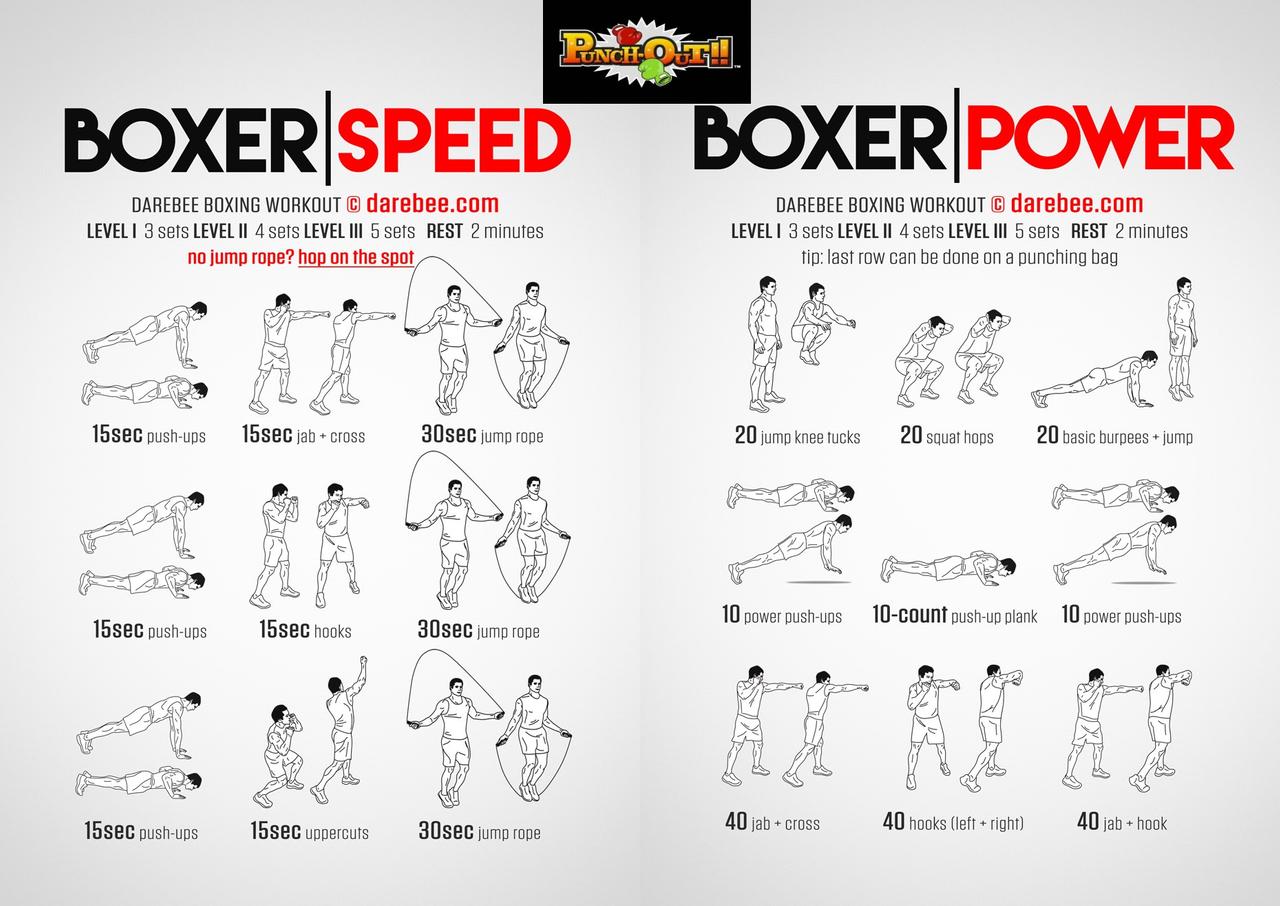 PUNCH-OUT!!™
BOXER|SPEED
DAREBEE BOXING WORKOUT © darebee.com
LEVEL I 3 sets LEVEL II 4 sets LEVEL III 5 sets REST 2 minutes
no jump rope? hop on the spot
15sec push-ups
15sec jab + cross
30sec jump rope
15sec push-ups
15sec hooks
30sec jump rope
15sec push-ups
15sec uppercuts
30sec jump rope
BOXER|POWER
DAREBEE BOXING WORKOUT © darebee.com
LEVEL I 3 sets LEVEL II 4 sets LEVEL III 5 sets REST 2 minutes
tip: last row can be done on a punching bag
20 jump knee tucks
20 squat hops
20 basic burpees + jump
10 power push-ups
10-count push-up plank
10 power push-ups
40 jab + cross
40 hooks (left + right)
40 jab + hook